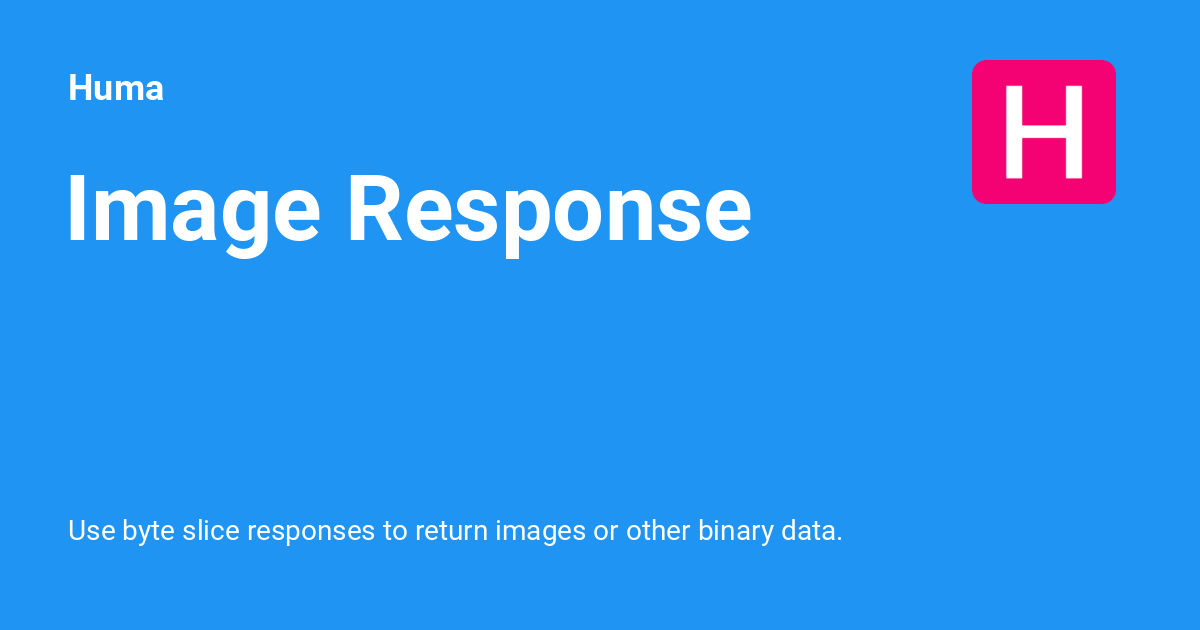 Huma
H
Image Response
Use byte slice responses to return images or other binary data.